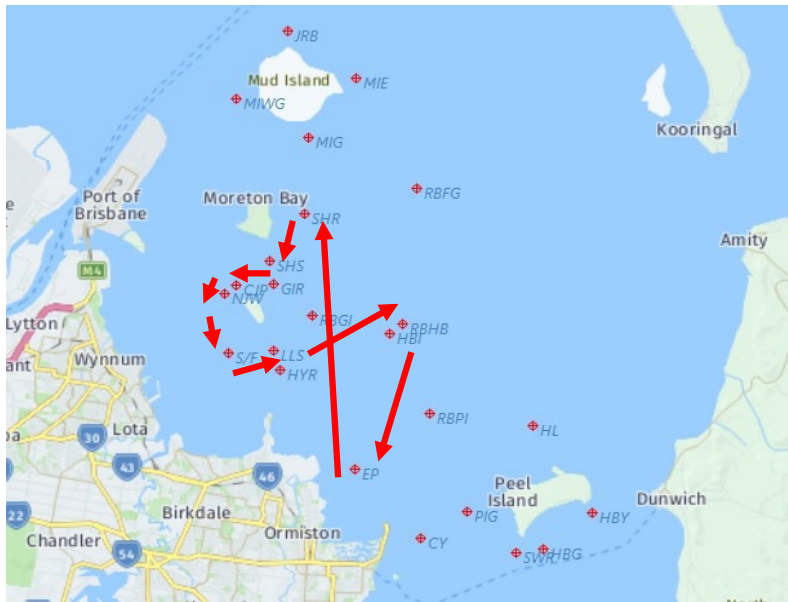 JRB
Mud Island
MIE
MIWG
Kooringal
MIG
Port of
Brisbane
Moreton Bay
RBFG
SHR
Amity
M4
SHS
CJP
GIR
NJW
Lytton
RBGI
RBHB
HBI
Wynnum
S/F
LLS
HYR
RBPI
HL
Lota
30
43
46
EP
Peel
Island
Dunwich
22
Birkdale
PIG
HBY
Chandler
Ormiston
CY
54
SWR
HBG